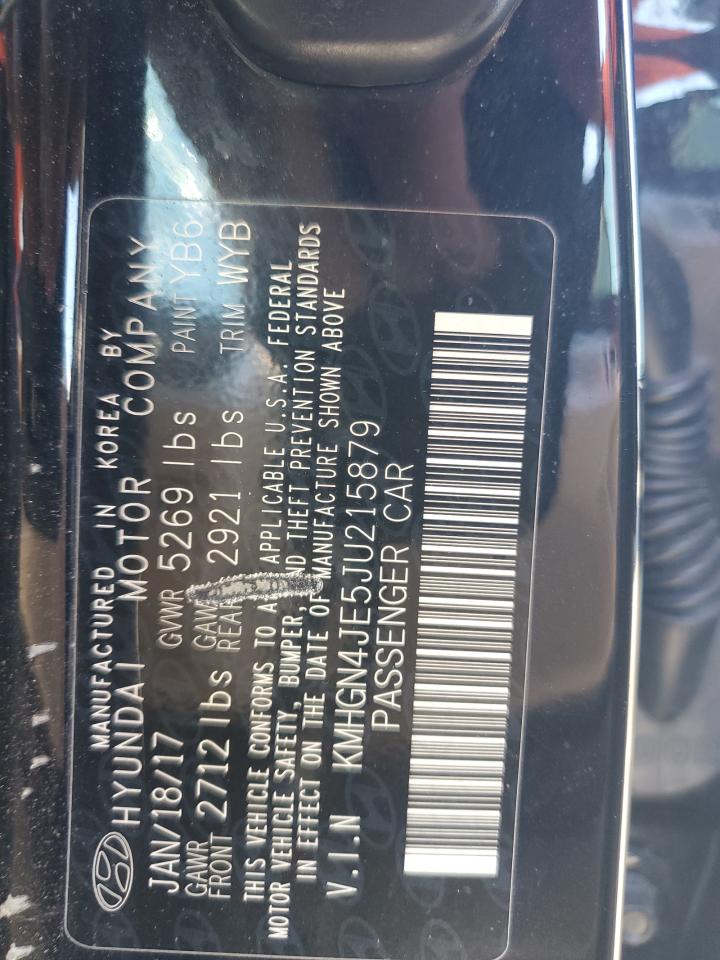 MANUFACTURED IN KOREA BY
HYUNDAI MOTOR COMPANY
JAN/18/17 GVWR 5269 lbs PAINT YB6
GAWR FRONT 2712 lbs REAR 2921 lbs TRIM WYB
THIS VEHICLE CONFORMS TO APPLICABLE U.S.A. FEDERAL
MOTOR VEHICLE SAFETY, BUMPER, AND THEFT PREVENTION STANDARDS
IN EFFECT ON THE DATE OF MANUFACTURE SHOWN ABOVE
V.I.N KMHGN4JE5JU215879
PASSENGER CAR